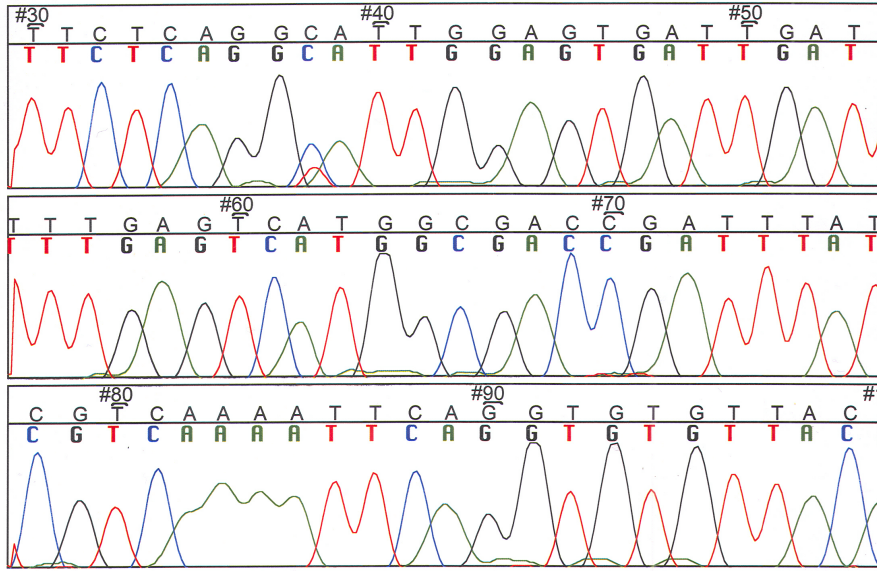 #30 #40 #50
T T C T C A G G C A T T G G A G T G A T T G A T
T T C T C A G G C A T T G G A G T G A T T G A T
#60 #70
T T T G A G T C A T G G C G A C C G A T T T A T
T T T G A G T C A T G G C G A C C G A T T T A T
#80 #90
C G T C A A A A T T C A G G T G T G T T A C
C G T C A A A A T T C A G G T G T G T T A C